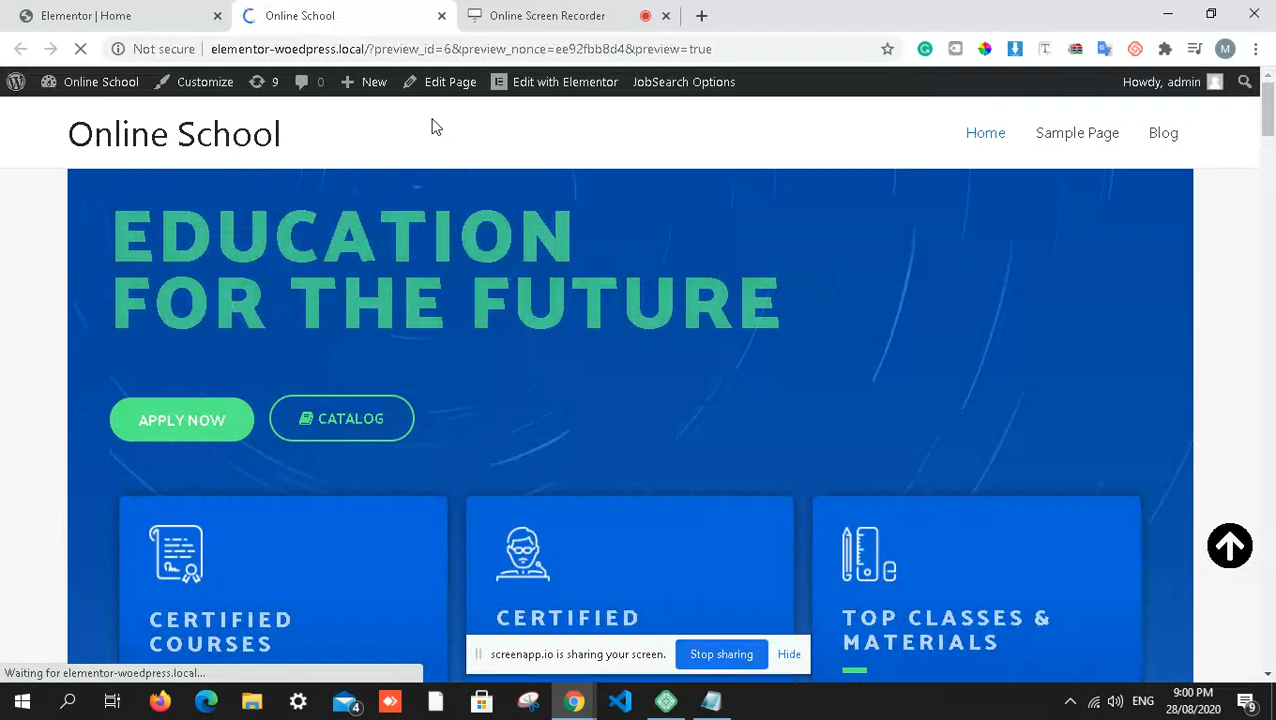 Elementor | Home
Online School
Online Screen Recorder
Not secure
elementor-woedpress.local/?preview_id=6&preview_nonce=ee92fbb8d4&preview=true
M
Online School
Customize
9
0
New
Edit Page
Edit with Elementor
JobSearch Options
Howdy, admin
Online School
Home
Sample Page
Blog
EDUCATION
FOR THE FUTURE
APPLY NOW
CATALOG
CERTIFIED
COURSES
CERTIFIED
TOP CLASSES &
MATERIALS
screenapp.io is sharing your screen.
Stop sharing
Hide
Waiting for elementor-woedpress.local...
4
ENG
9:00 PM
28/08/2020
9